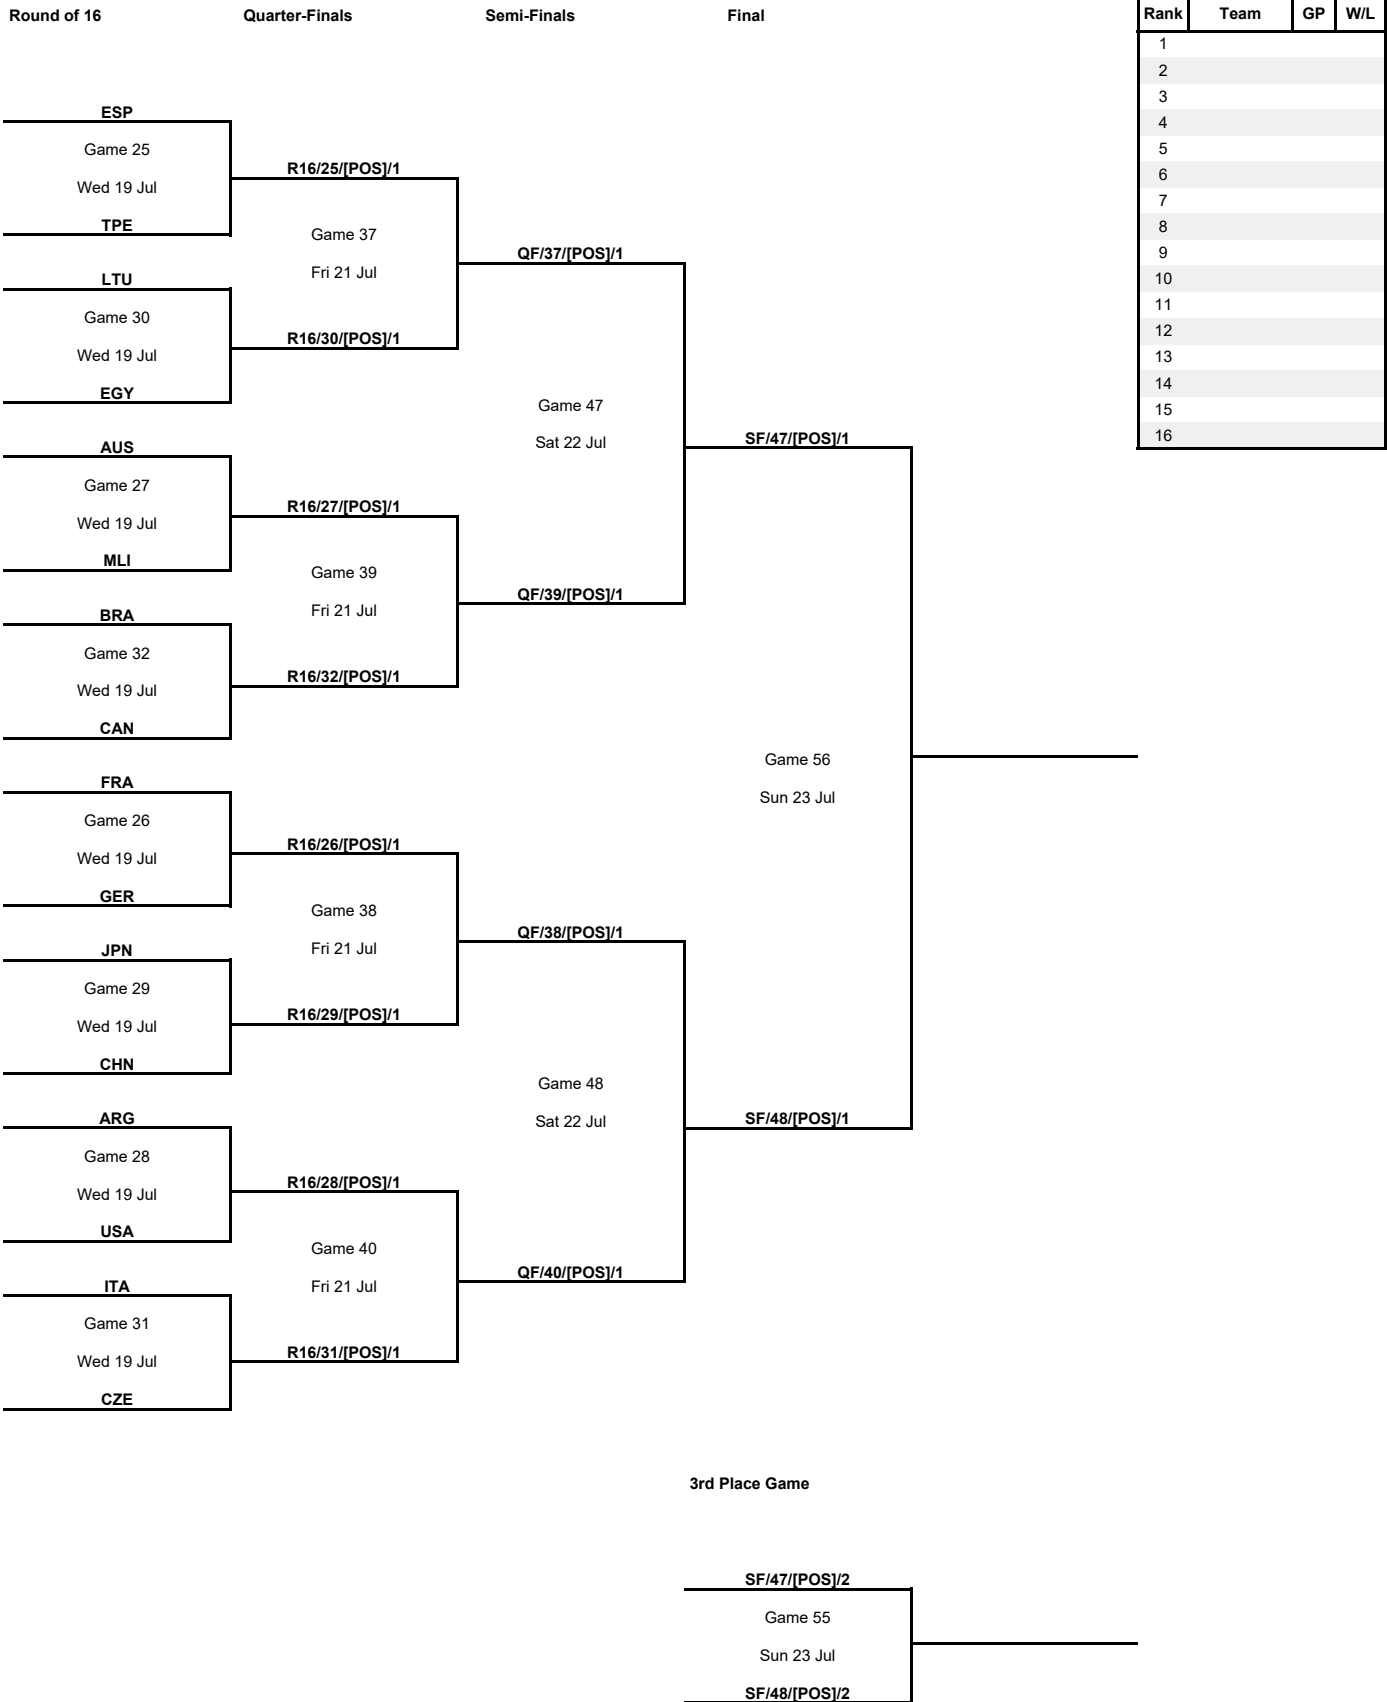 Round of 16 Quarter-Finals Semi-Finals Final
Rank Team GP W/L
1
2
3
4
5
6
7
8
9
10
11
12
13
14
15
16
ESP
Game 25
Wed 19 Jul
TPE
LTU
Game 30
Wed 19 Jul
EGY
AUS
Game 27
Wed 19 Jul
MLI
BRA
Game 32
Wed 19 Jul
CAN
FRA
Game 26
Wed 19 Jul
GER
JPN
Game 29
Wed 19 Jul
CHN
ARG
Game 28
Wed 19 Jul
USA
ITA
Game 31
Wed 19 Jul
CZE
R16/25/[POS]/1
Game 37
Fri 21 Jul
R16/30/[POS]/1
R16/27/[POS]/1
Game 39
Fri 21 Jul
R16/32/[POS]/1
R16/26/[POS]/1
Game 38
Fri 21 Jul
R16/29/[POS]/1
R16/28/[POS]/1
Game 40
Fri 21 Jul
R16/31/[POS]/1
QF/37/[POS]/1
Game 47
Sat 22 Jul
QF/39/[POS]/1
QF/38/[POS]/1
Game 48
Sat 22 Jul
QF/40/[POS]/1
SF/47/[POS]/1
Game 56
Sun 23 Jul
SF/48/[POS]/1
3rd Place Game
SF/47/[POS]/2
Game 55
Sun 23 Jul
SF/48/[POS]/2